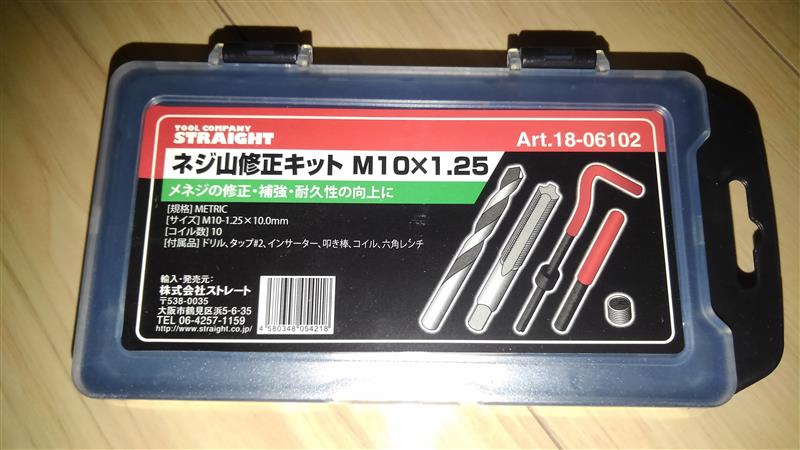 TOOL COMPANY
STRAIGHT
Art.18-06102
ネジ山修正キット M10×1.25
メネジの修正・補強・耐久性の向上に
[規格] METRIC
[サイズ] M10-1.25×10.0mm
[コイル数] 10
[付属品] ドリル、タップ#2、インサーター、叩き棒、コイル、六角レンチ
輸入・発売元:
株式会社ストレート
〒538-0035
大阪市鶴見区浜5-6-35
TEL 06-4257-1159
http://www.straight.co.jp/
4 580348 054218